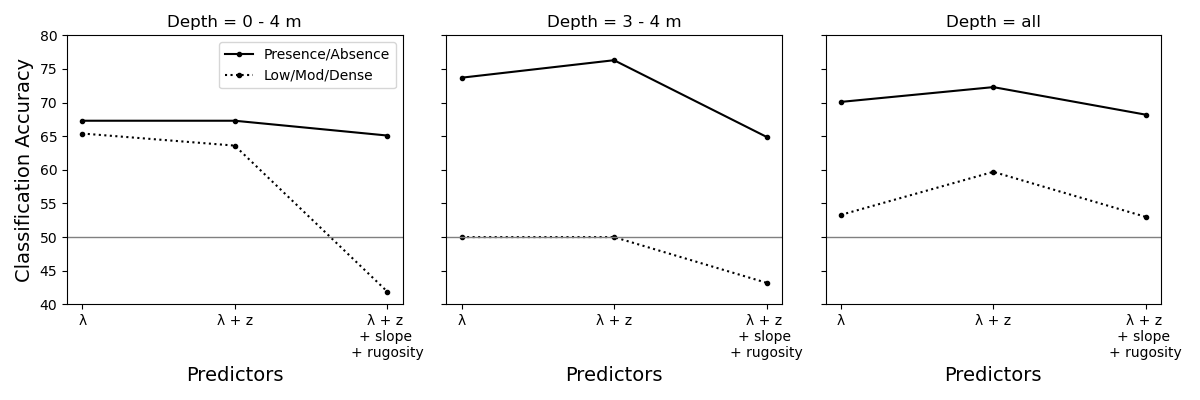 Depth = 0 - 4 m
Depth = 3 - 4 m
Depth = all
Classification Accuracy
80
75
70
65
60
55
50
45
40
Presence/Absence
Low/Mod/Dense
λ
λ + z
λ + z
+ slope
+ rugosity
λ
λ + z
λ + z
+ slope
+ rugosity
λ
λ + z
λ + z
+ slope
+ rugosity
Predictors
Predictors
Predictors